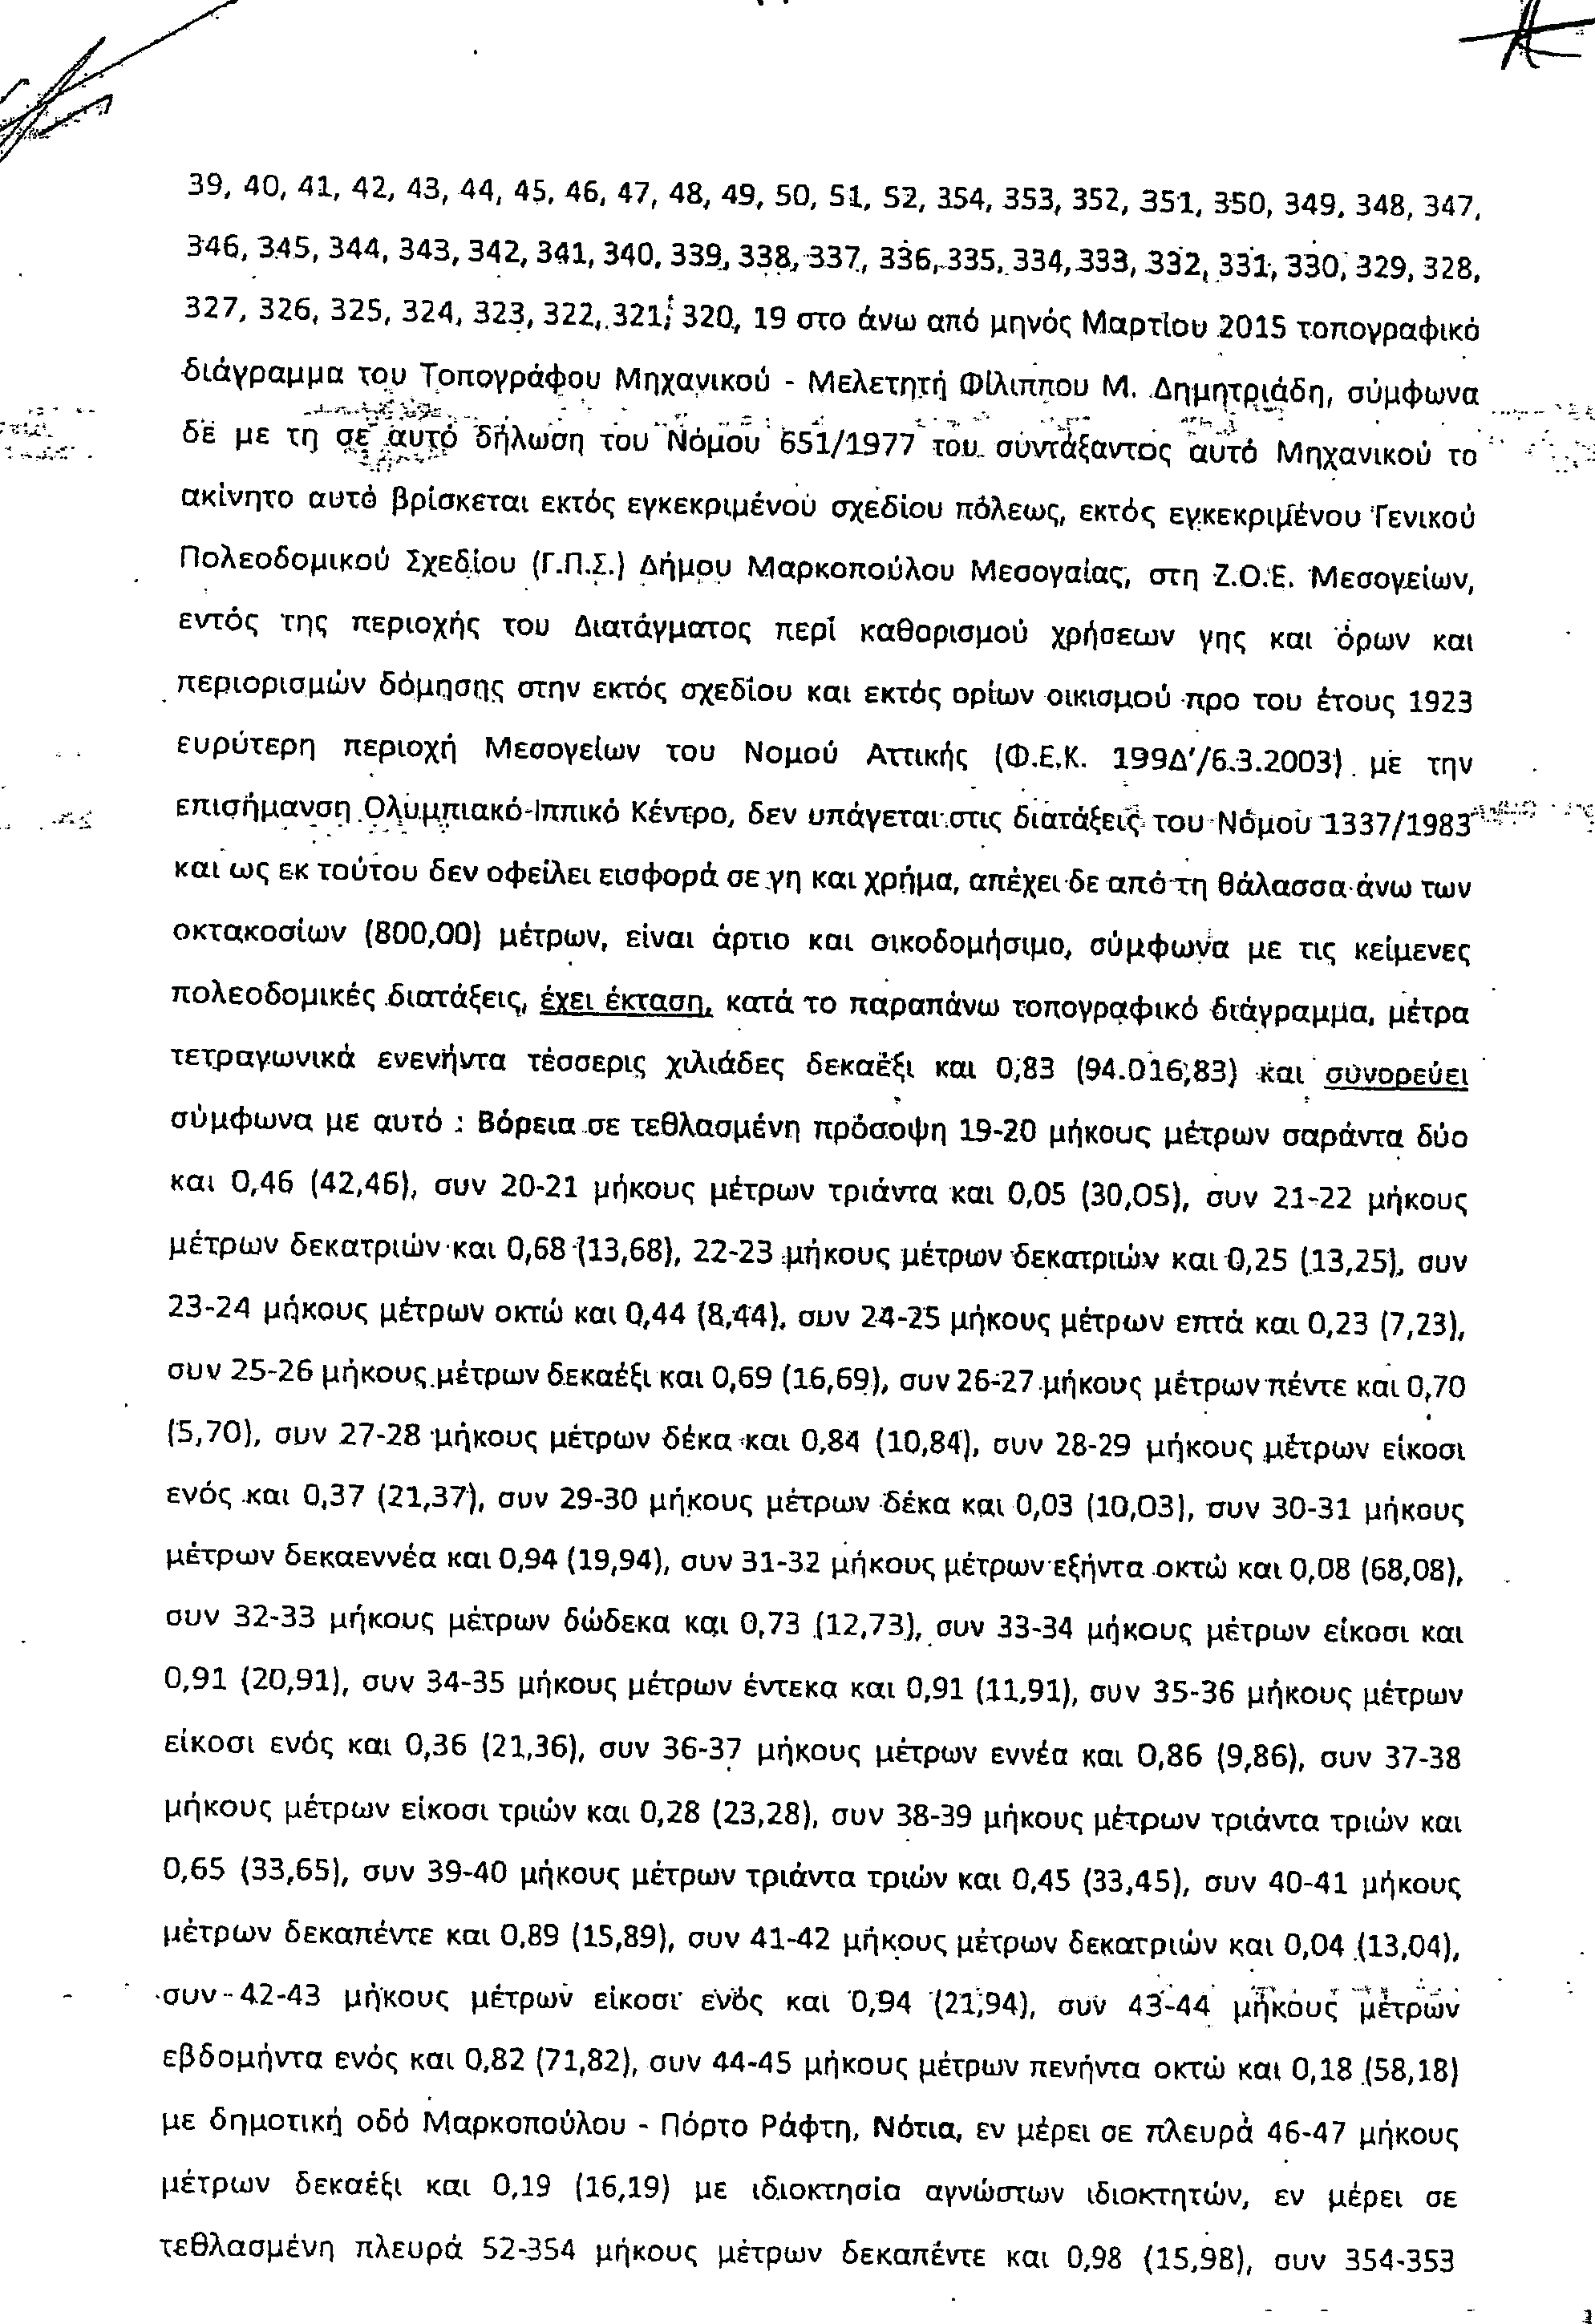 39, 40, 41, 42, 43, 44, 45, 46, 47, 48, 49, 50, 51, 52, 354, 353, 352, 351, 350, 349, 348, 347,
346, 345, 344, 343, 342, 341, 340, 339, 338, 337, 336, 335, 334, 333, 332, 331, 330, 329, 328,
327, 326, 325, 324, 323, 322, 321, 320, 19 στο άνω από μηνός Μαρτίου 2015 τοπογραφικό
διάγραμμα του Τοπογράφου Μηχανικού - Μελετητή Φίλιππου Μ. Δημητριάδη, σύμφωνα
δε με τη σε αυτό δήλωση του Νόμου 651/1977 του συντάξαντος αυτό Μηχανικού το
ακίνητο αυτό βρίσκεται εκτός εγκεκριμένου σχεδίου πόλεως, εκτός εγκεκριμένου Γενικού
Πολεοδομικού Σχεδίου (Γ.Π.Σ.) Δήμου Μαρκοπούλου Μεσογαίας, στη Ζ.Ο.Ε. Μεσογείων,
εντός της περιοχής του Διατάγματος περί καθορισμού χρήσεων γης και όρων και
περιορισμών δόμησης στην εκτός σχεδίου και εκτός ορίων οικισμού προ του έτους 1923
ευρύτερη περιοχή Μεσογείων του Νομού Αττικής (Φ.Ε.Κ. 199Δ'/6.3.2003) με την
επισήμανση Ολυμπιακό Ιππικό Κέντρο, δεν υπάγεται στις διατάξεις του Νόμου 1337/1983
και ως εκ τούτου δεν οφείλει εισφορά σε γη και χρήμα, απέχει δε από τη θάλασσα άνω των
οκτακοσίων (800,00) μέτρων, είναι άρτιο και οικοδομήσιμο, σύμφωνα με τις κείμενες
πολεοδομικές διατάξεις, έχει έκταση, κατά το παραπάνω τοπογραφικό διάγραμμα, μέτρα
τετραγωνικά ενενήντα τέσσερις χιλιάδες δεκαέξι και 0,83 (94.016,83) και συνορεύει
σύμφωνα με αυτό : Βόρεια σε τεθλασμένη πρόσοψη 19-20 μήκους μέτρων σαράντα δύο
και 0,46 (42,46), συν 20-21 μήκους μέτρων τριάντα και 0,05 (30,05), συν 21-22 μήκους
μέτρων δεκατριών και 0,68 (13,68), 22-23 μήκους μέτρων δεκατριών και 0,25 (13,25), συν
23-24 μήκους μέτρων οκτώ και 0,44 (8,44), συν 24-25 μήκους μέτρων επτά και 0,23 (7,23),
συν 25-26 μήκους μέτρων δεκαέξι και 0,69 (16,69), συν 26-27 μήκους μέτρων πέντε και 0,70
(5,70), συν 27-28 μήκους μέτρων δέκα και 0,84 (10,84), συν 28-29 μήκους μέτρων είκοσι
ενός και 0,37 (21,37), συν 29-30 μήκους μέτρων δέκα και 0,03 (10,03), συν 30-31 μήκους
μέτρων δεκαεννέα και 0,94 (19,94), συν 31-32 μήκους μέτρων εξήντα οκτώ και 0,08 (68,08),
συν 32-33 μήκους μέτρων δώδεκα και 0,73 (12,73), συν 33-34 μήκους μέτρων είκοσι και
0,91 (20,91), συν 34-35 μήκους μέτρων έντεκα και 0,91 (11,91), συν 35-36 μήκους μέτρων
είκοσι ενός και 0,36 (21,36), συν 36-37 μήκους μέτρων εννέα και 0,86 (9,86), συν 37-38
μήκους μέτρων είκοσι τριών και 0,28 (23,28), συν 38-39 μήκους μέτρων τριάντα τριών και
0,65 (33,65), συν 39-40 μήκους μέτρων τριάντα τριών και 0,45 (33,45), συν 40-41 μήκους
μέτρων δεκαπέντε και 0,89 (15,89), συν 41-42 μήκους μέτρων δεκατριών και 0,04 (13,04),
συν 42-43 μήκους μέτρων είκοσι ενός και 0,94 (21,94), συν 43-44 μήκους μέτρων
εβδομήντα ενός και 0,82 (71,82), συν 44-45 μήκους μέτρων πενήντα οκτώ και 0,18 (58,18)
με δημοτική οδό Μαρκοπούλου - Πόρτο Ράφτη, Νότια, εν μέρει σε πλευρά 46-47 μήκους
μέτρων δεκαέξι και 0,19 (16,19) με ιδιοκτησία αγνώστων ιδιοκτητών, εν μέρει σε
τεθλασμένη πλευρά 52-354 μήκους μέτρων δεκαπέντε και 0,98 (15,98), συν 354-353